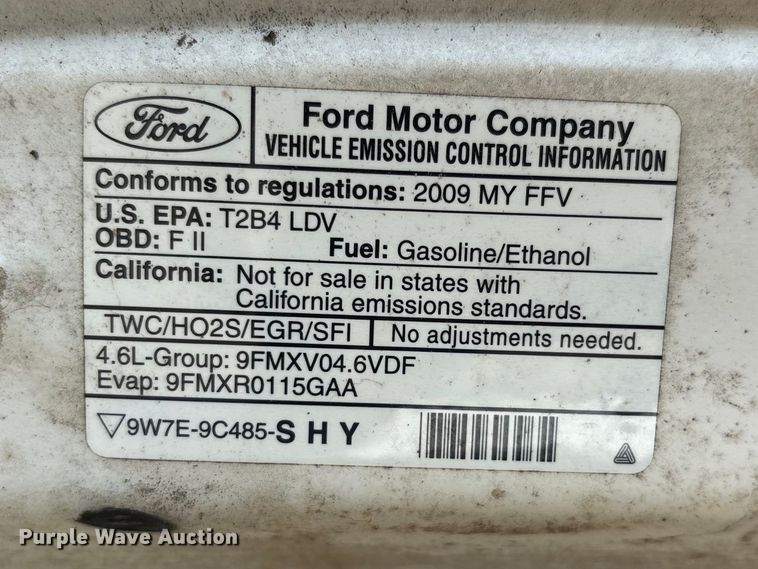 Ford
Ford Motor Company
VEHICLE EMISSION CONTROL INFORMATION
Conforms to regulations: 2009 MY FFV
U.S. EPA: T2B4 LDV
OBD: F II Fuel: Gasoline/Ethanol
California: Not for sale in states with
California emissions standards.
TWC/HO2S/EGR/SFI No adjustments needed.
4.6L-Group: 9FMXV04.6VDF
Evap: 9FMXR0115GAA
9W7E-9C485-S H Y
Purple Wave Auction